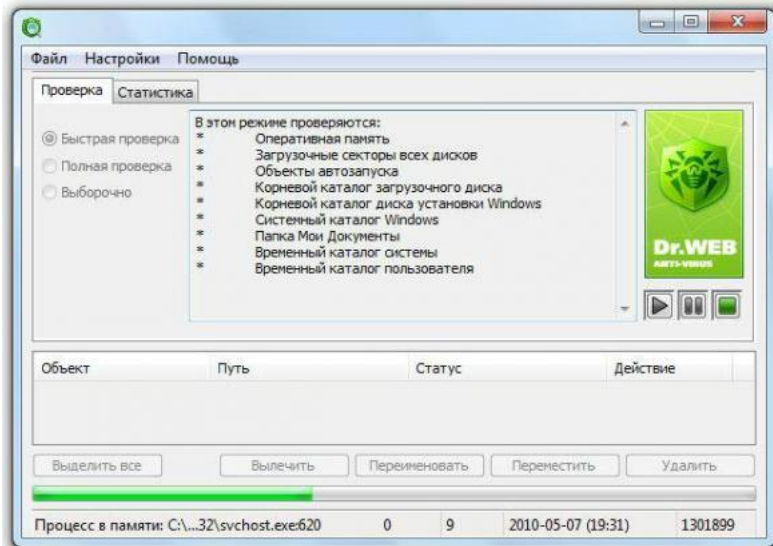 Файл Настройки Помощь
Проверка Статистика
Быстрая проверка
Полная проверка
Выборочно
В этом режиме проверяются:
* Оперативная память
* Загрузочные секторы всех дисков
* Объекты автозапуска
* Корневой каталог загрузочного диска
* Корневой каталог диска установки Windows
* Системный каталог Windows
* Папка Мои Документы
* Временный каталог системы
* Временный каталог пользователя
Dr.WEB
ANTI-VIRUS
Объект Путь Статус Действие
Выделить все Вылечить Переименовать Переместить Удалить
Процесс в памяти: C:\...32\svchost.exe:620 0 9 2010-05-07 (19:31) 1301899